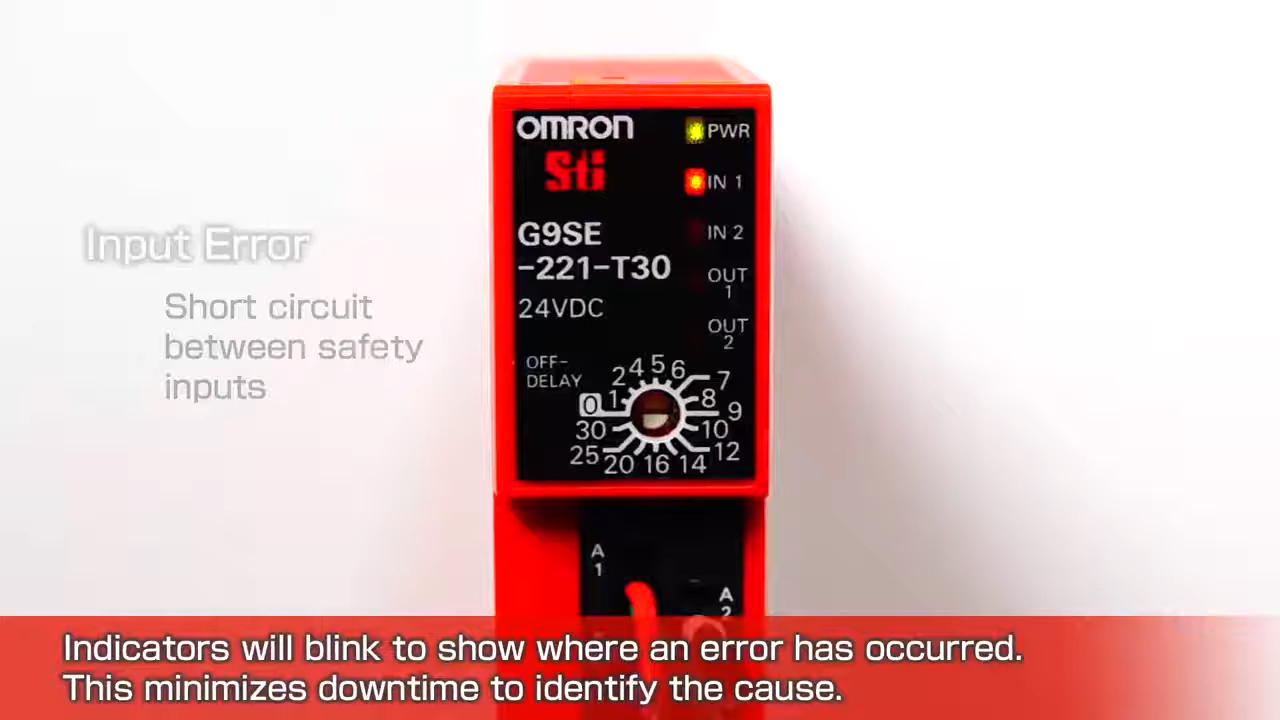 OMRON
Sti
PWR
IN 1
Input Error
G9SE
IN 2
-221-T30
OUT
1
Short circuit
between safety
inputs
24VDC
OUT
2
OFF-
DELAY
0 1 2 4 5 6 7
8 9
10 12
30 25 20 16 14
A
1
A
2
Indicators will blink to show where an error has occurred.
This minimizes downtime to identify the cause.